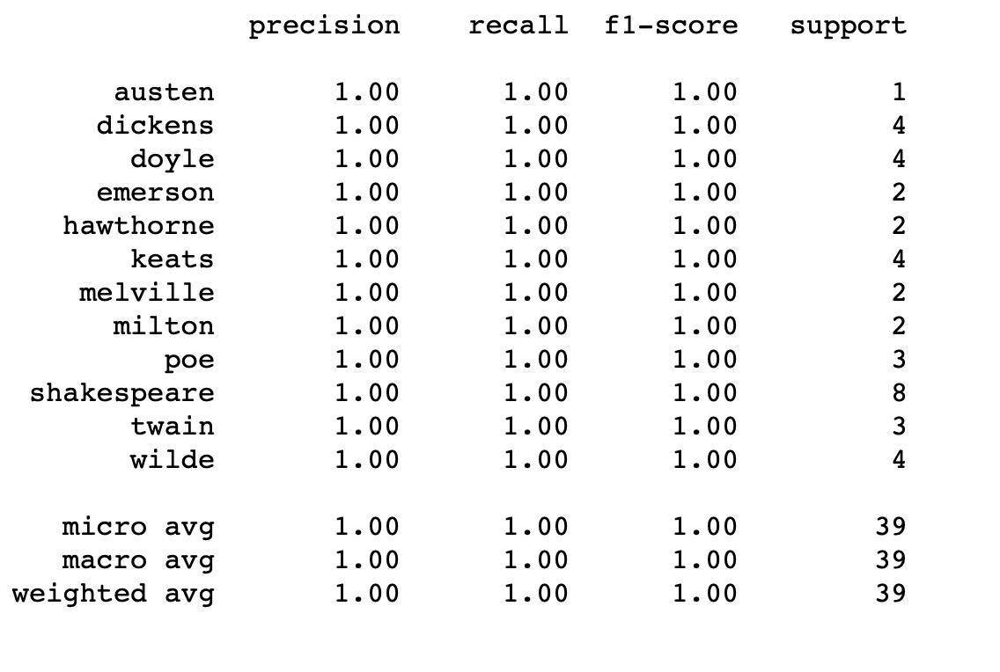 precision recall f1-score support
austen 1.00 1.00 1.00 1
dickens 1.00 1.00 1.00 4
doyle 1.00 1.00 1.00 4
emerson 1.00 1.00 1.00 2
hawthorne 1.00 1.00 1.00 2
keats 1.00 1.00 1.00 4
melville 1.00 1.00 1.00 2
milton 1.00 1.00 1.00 2
poe 1.00 1.00 1.00 3
shakespeare 1.00 1.00 1.00 8
twain 1.00 1.00 1.00 3
wilde 1.00 1.00 1.00 4
micro avg 1.00 1.00 1.00 39
macro avg 1.00 1.00 1.00 39
weighted avg 1.00 1.00 1.00 39